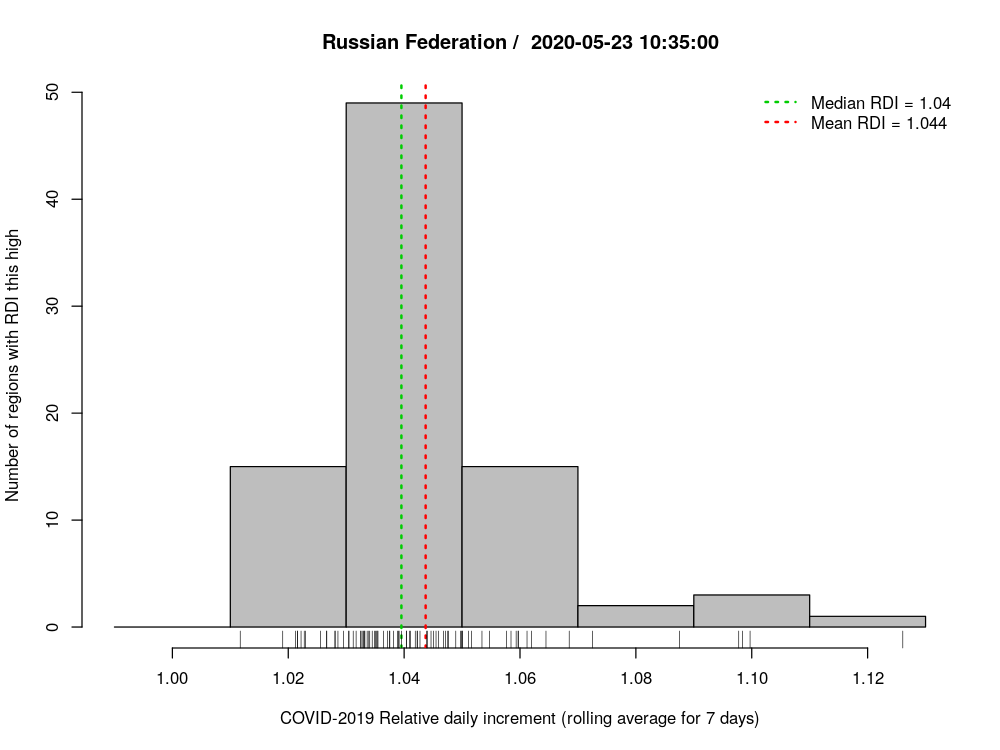 Russian Federation /  2020-05-23 10:35:00
Median RDI = 1.04
Mean RDI = 1.044
Number of regions with RDI this high
50
40
30
20
10
0
1.00 1.02 1.04 1.06 1.08 1.10 1.12
COVID-2019 Relative daily increment (rolling average for 7 days)